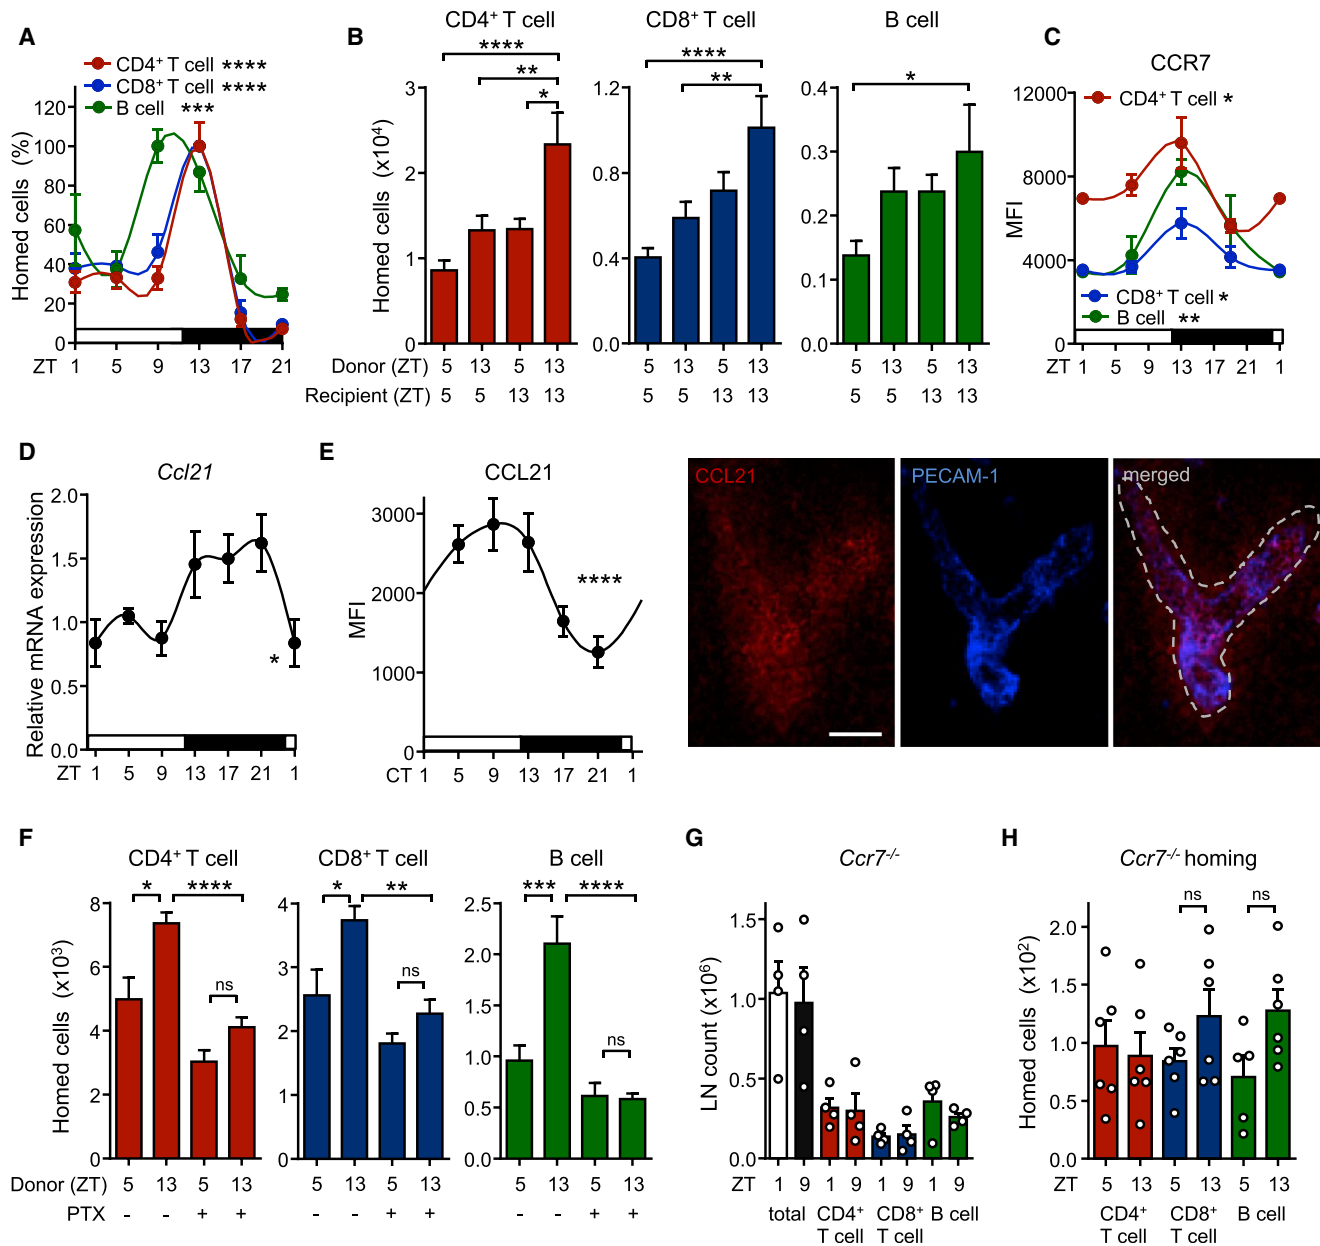 A
CD4+ T cell ****
CD8+ T cell ****
B cell ***
Homed cells (%)
120
100
80
60
40
20
0
ZT 1 5 9 13 17 21
B
CD4+ T cell
CD8+ T cell
B cell
**** ** *
**** **
*
Homed cells (x10⁴)
3
2
1
0
1.2
0.8
0.4
0.0
0.4
0.3
0.2
0.1
0.0
Donor (ZT) 5 13 5 13 5 13 5 13 5 13 5 13
Recipient (ZT) 5 5 13 13 5 5 13 13 5 5 13 13
C
CCR7
CD4+ T cell *
MFI
12000
8000
4000
0
CD8+ T cell *
B cell **
ZT 1 5 9 13 17 21 1
D
Ccl21
Relative mRNA expression
2.0
1.5
1.0
0.5
0.0
*
ZT 1 5 9 13 17 21 1
E
CCL21
MFI
3000
2000
1000
0
****
CT 1 5 9 13 17 21 1
CCL21
PECAM-1
merged
F
CD4+ T cell
CD8+ T cell
B cell
* **** ns
* ** ns
*** **** ns
Homed cells (x10³)
8
6
4
2
0
4
3
2
1
0
2.5
2.0
1.5
1.0
0.5
0.0
Donor (ZT) 5 13 5 13 5 13 5 13 5 13 5 13
PTX - - + + - - + + - - + +
G
Ccr7-/-
LN count (x10⁶)
1.5
1.0
0.5
0.0
ZT 1 9 1 9 1 9 1 9
total CD4+ T cell CD8+ T cell B cell
H
Ccr7-/- homing
ns ns
Homed cells (x10²)
2.0
1.5
1.0
0.5
0.0
ZT 5 13 5 13 5 13
CD4+ T cell CD8+ T cell B cell